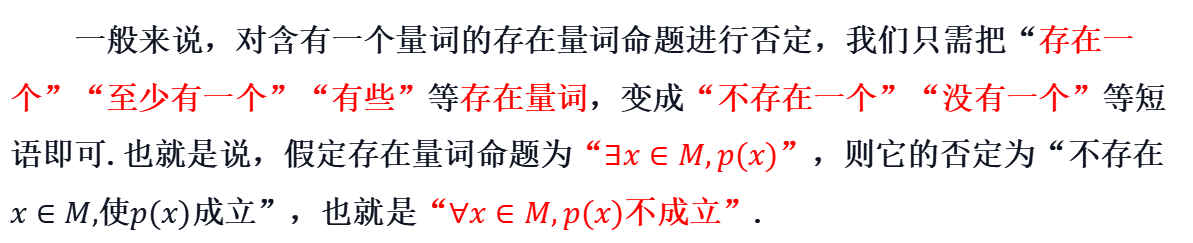 一般来说，对含有一个量词的存在量词命题进行否定，我们只需把“存在一
个”“至少有一个”“有些”等存在量词，变成“不存在一个”“没有一个”等短
语即可. 也就是说，假定存在量词命题为“∃x ∈ M, p(x)”，则它的否定为“不存在
x ∈ M,使p(x)成立”，也就是“∀x ∈ M, p(x)不成立”.